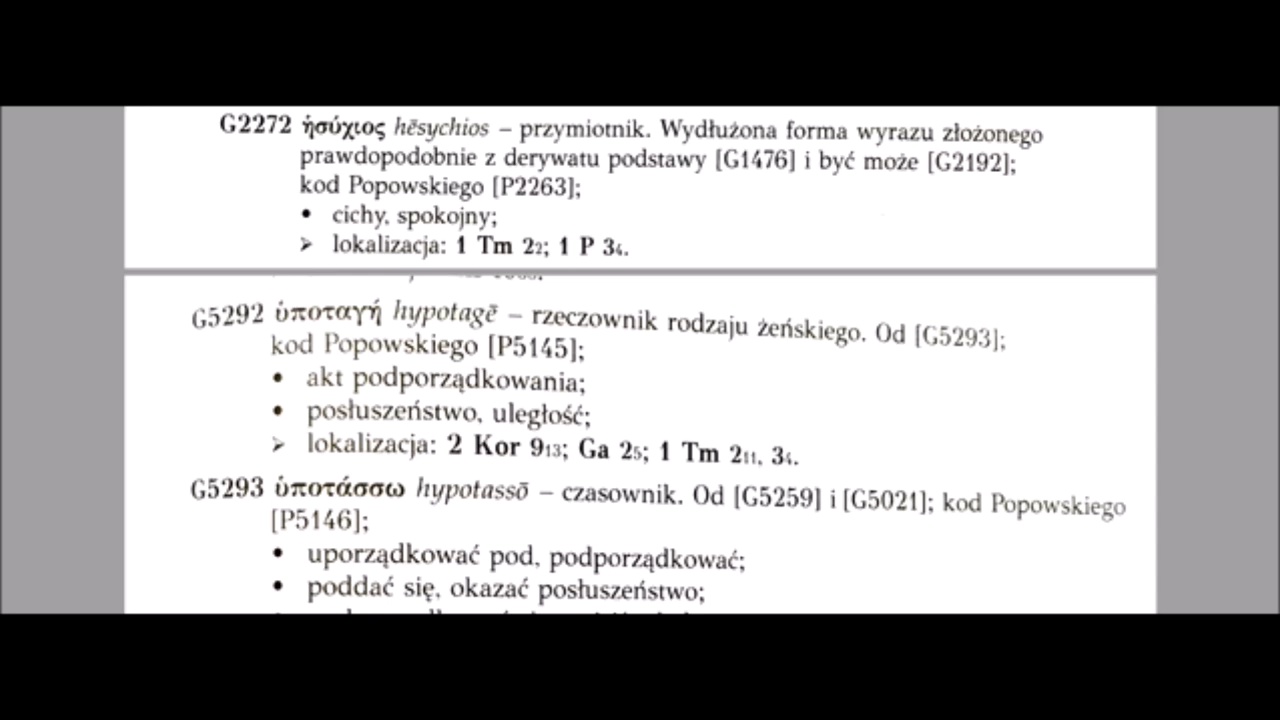 G2272 ἡσύχιος hēsychios – przymiotnik. Wydłużona forma wyrazu złożonego
prawdopodobnie z derywatu podstawy [G1476] i być może [G2192];
kod Popowskiego [P2263];
• cichy, spokojny;
➢ lokalizacja: 1 Tm 2₂; 1 P 3₄.
G5292 ὑποταγή hypotagē – rzeczownik rodzaju żeńskiego. Od [G5293];
kod Popowskiego [P5145];
• akt podporządkowania;
• posłuszeństwo, uległość;
➢ lokalizacja: 2 Kor 9₁₃; Ga 2₅; 1 Tm 2₁₁, 3₄.
G5293 ὑποτάσσω hypotassō – czasownik. Od [G5259] i [G5021]; kod Popowskiego
[P5146];
• uporządkować pod, podporządkować;
• poddać się, okazać posłuszeństwo;